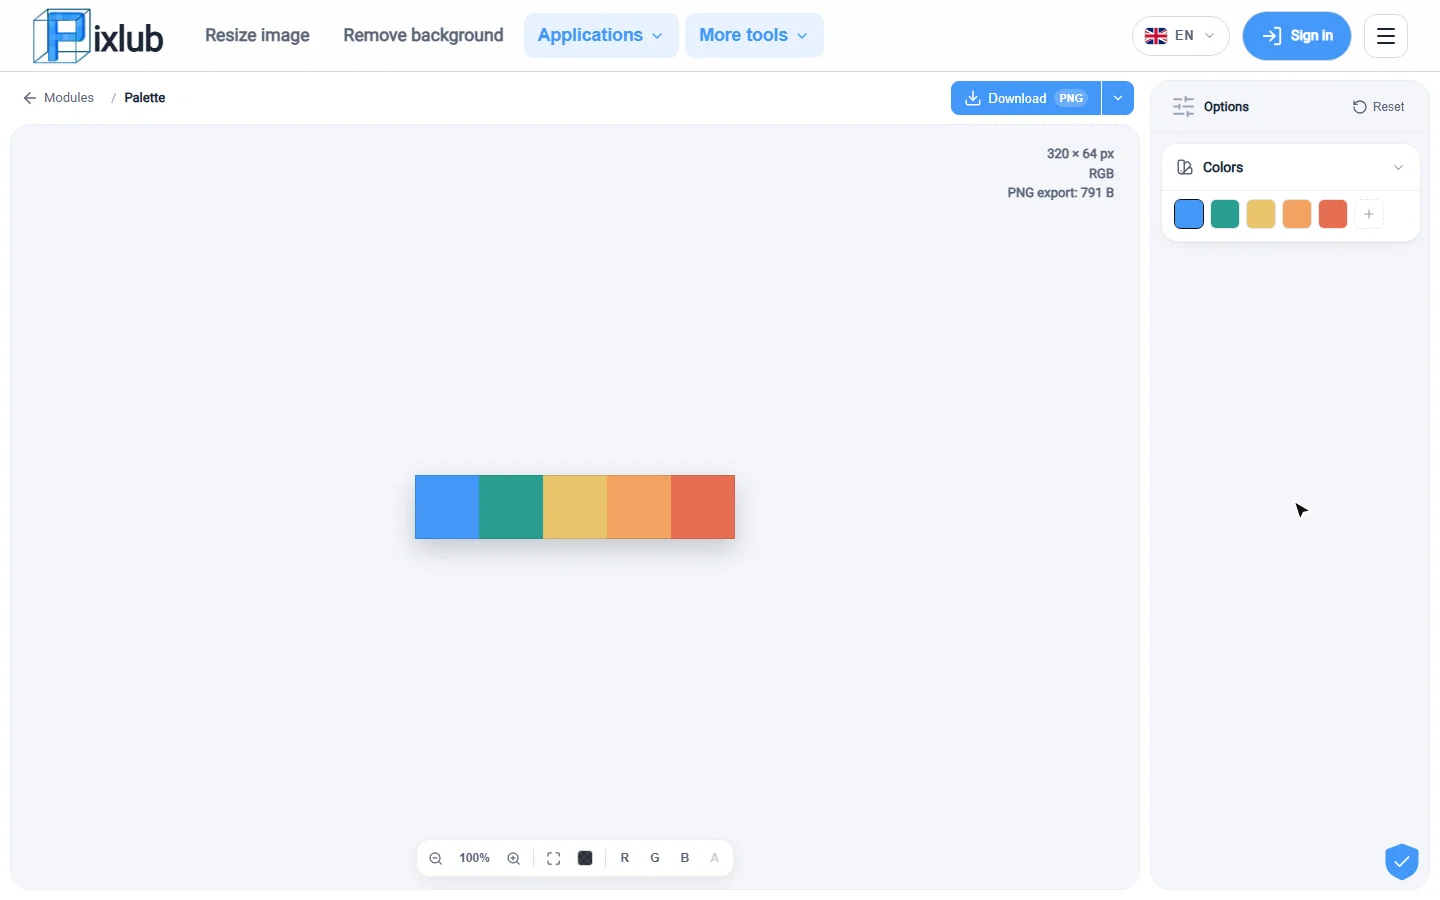 Pixlub
Resize image
Remove background
Applications
More tools
EN
Sign in
Modules / Palette
Download PNG
Options
Reset
320 × 64 px
RGB
PNG export: 791 B
Colors
100%
R G B A